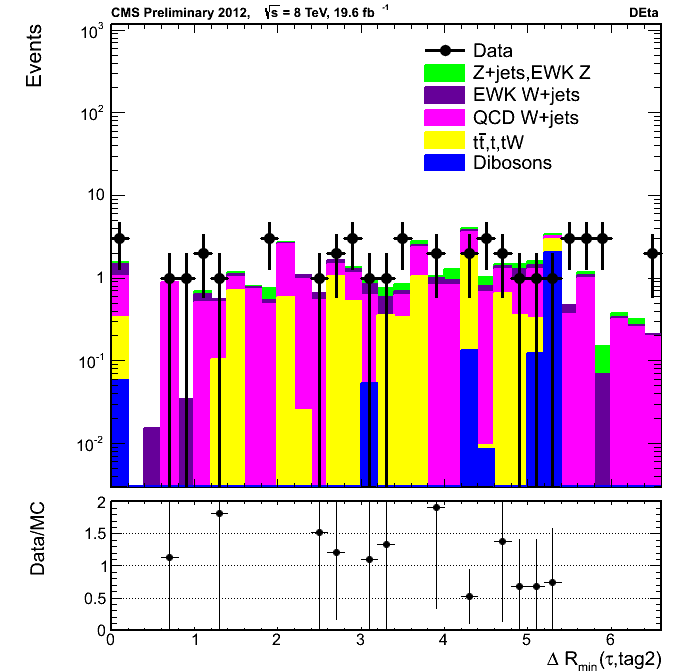 CMS Preliminary 2012, √s = 8 TeV, 19.6 fb⁻¹ DEta
Events
10³
10²
10
1
10⁻¹
10⁻²
Data
Z+jets,EWK Z
EWK W+jets
QCD W+jets
tt̄,t,tW
Dibosons
Data/MC
2
1.5
1
0.5
0
0 1 2 3 4 5 6
Δ R_min(τ,tag2)